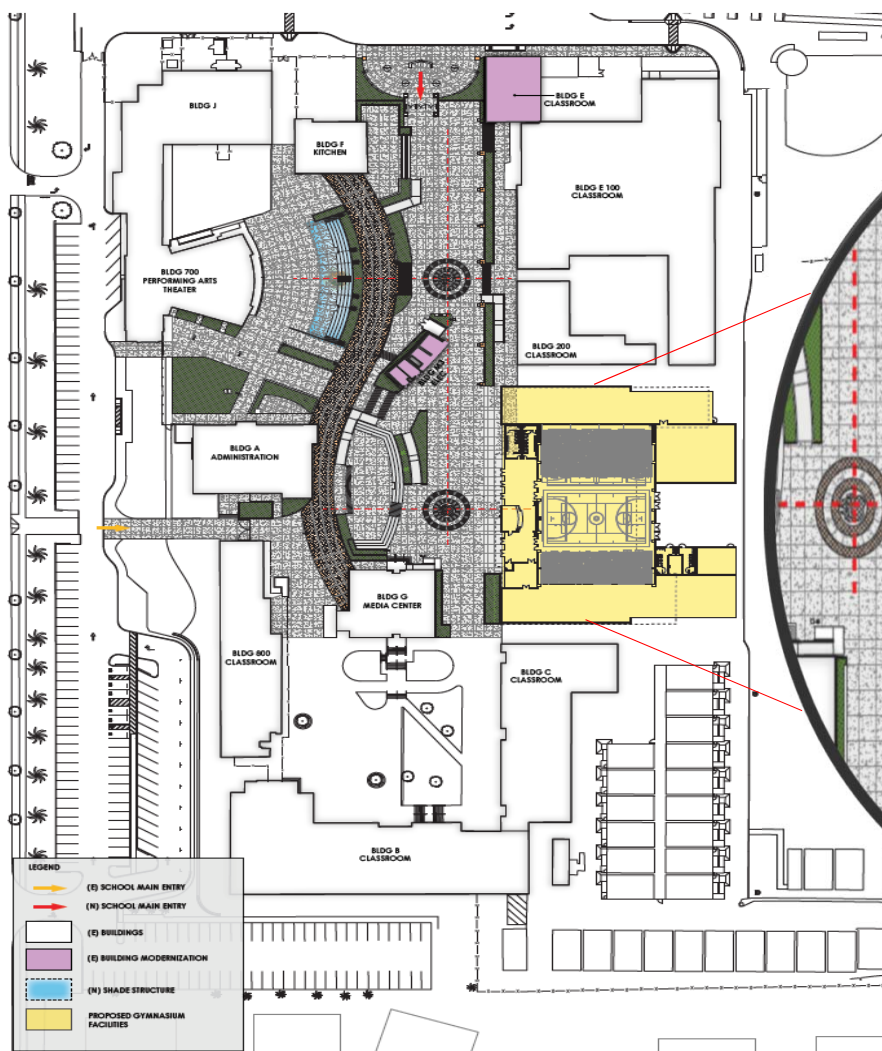 BLDG J
BLDG F
KITCHEN
BLDG E
CLASSROOM
BLDG E 100
CLASSROOM
BLDG 700
PERFORMING ARTS
THEATER
BLDG 200
CLASSROOM
BLDG A
ADMINISTRATION
BLDG G
MEDIA CENTER
BLDG 800
CLASSROOM
BLDG C
CLASSROOM
BLDG B
CLASSROOM
LEGEND
(E) SCHOOL MAIN ENTRY
(N) SCHOOL MAIN ENTRY
(E) BUILDINGS
(E) BUILDING MODERNIZATION
(N) SHADE STRUCTURE
PROPOSED GYMNASIUM
FACILITIES